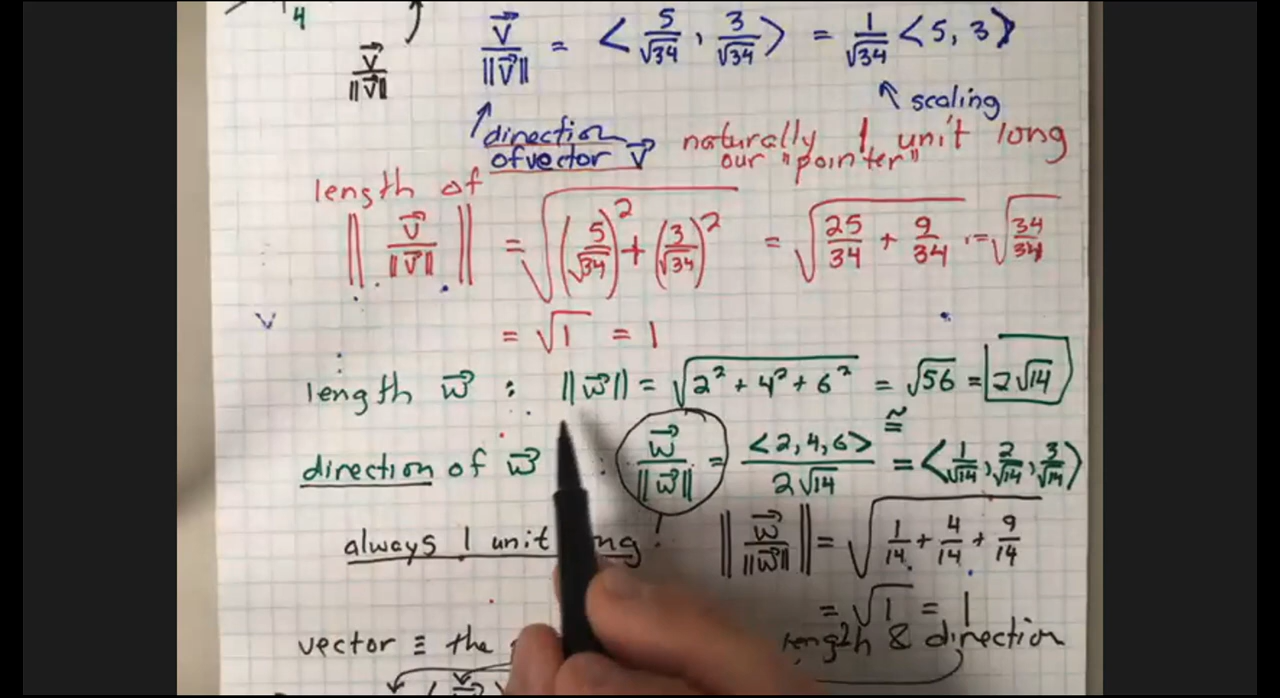 4
v⃗/||v⃗|| v⃗/||v⃗|| = < 5/√34, 3/√34 > = 1/√34 < 5, 3 >
↖ scaling
direction of vector v⃗
naturally 1 unit long
our "pointer"
length of
|| v⃗/||v⃗|| || = √((5/√34)² + (3/√34)²) = √(25/34 + 9/34) = √(34/34)
= √1 = 1
length w⃗ : ||w⃗|| = √(2² + 4² + 6²) = √56 = 2√14
direction of w⃗ : w⃗/||w⃗|| = <2, 4, 6>/2√14 ≅ = < 1/√14, 2/√14, 3/√14 >
always 1 unit !
|| w⃗/||w⃗|| || = √(1/14 + 4/14 + 9/14)
= √1 = 1
vector ≡ the length & direction